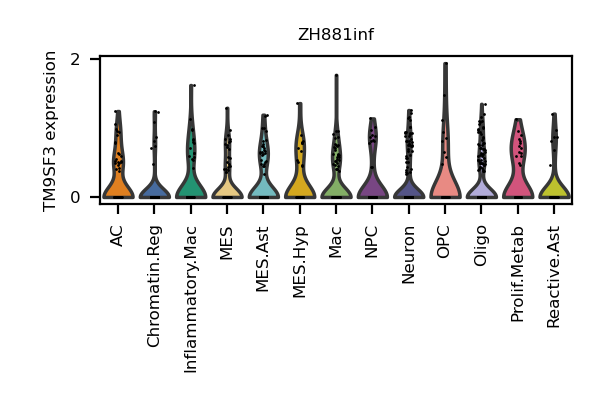 ZH881inf
TM9SF3 expression
2
0
AC
Chromatin.Reg
Inflammatory.Mac
MES
MES.Ast
MES.Hyp
Mac
NPC
Neuron
OPC
Oligo
Prolif.Metab
Reactive.Ast